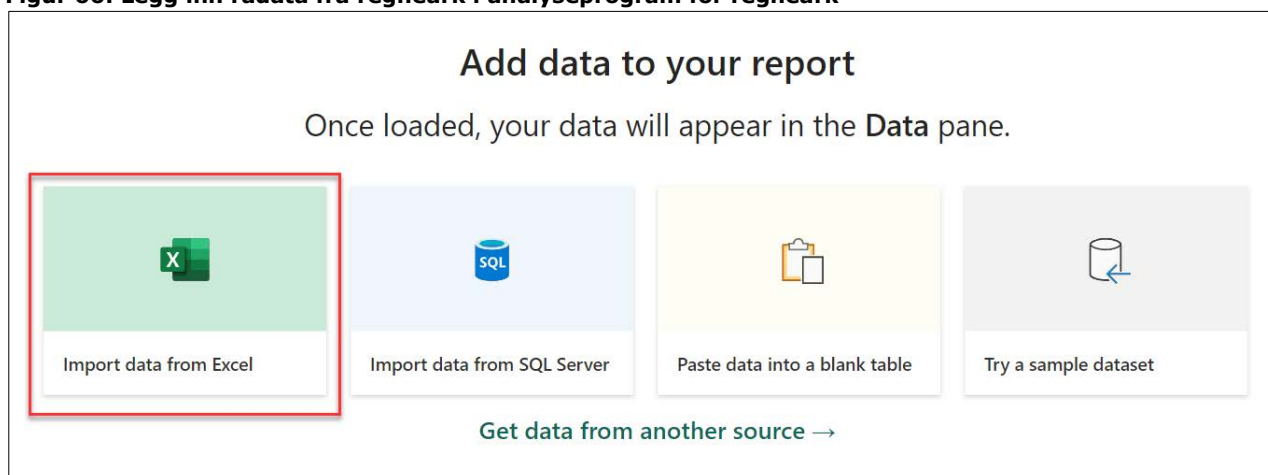 Figur 60: Legg inn rådata fra regneark i analyseprogram for regneark
Add data to your report
Once loaded, your data will appear in the Data pane.
X
SQL
Import data from Excel
Import data from SQL Server
Paste data into a blank table
Try a sample dataset
Get data from another source →